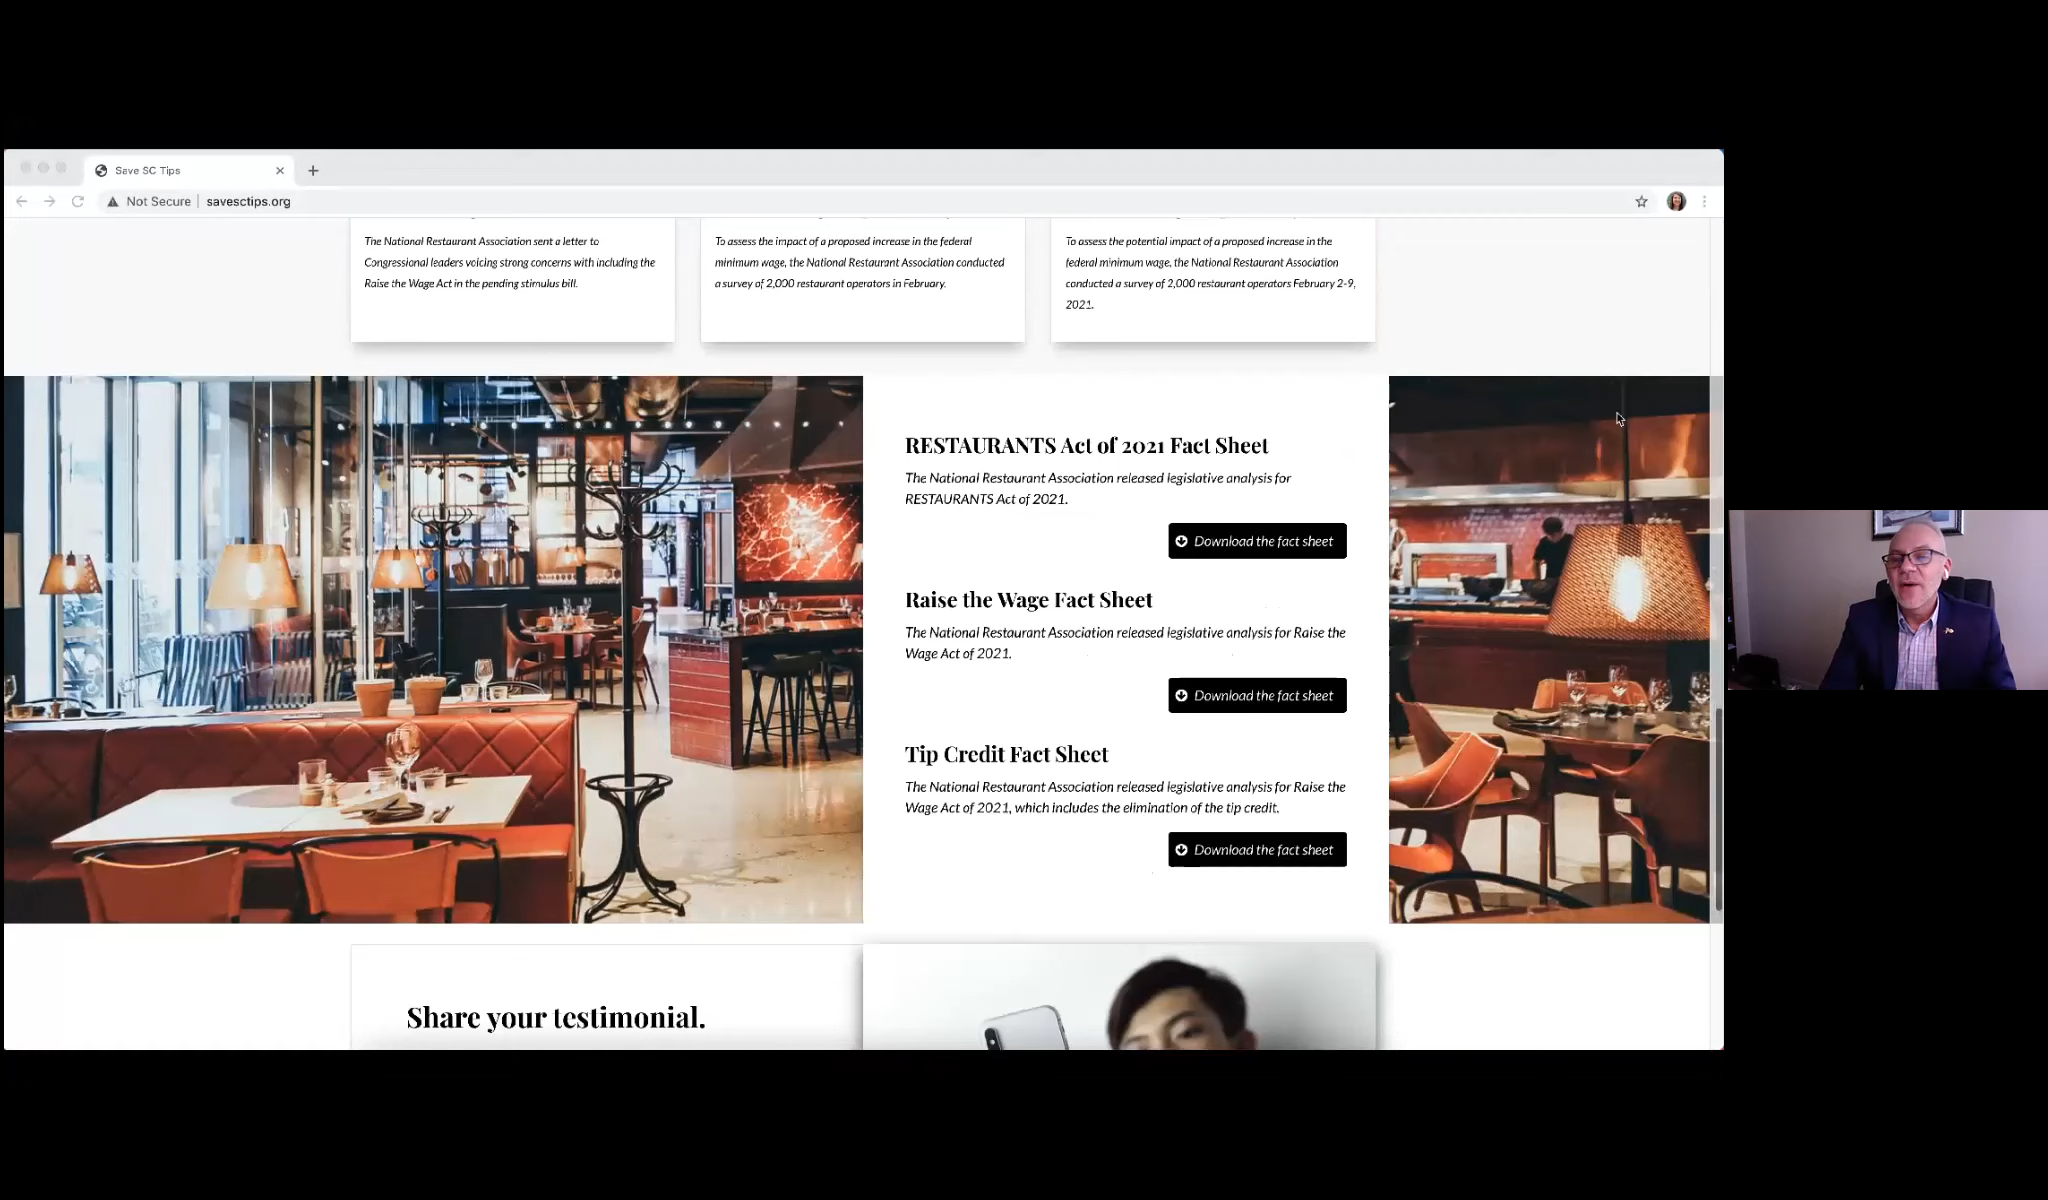 Save SC Tips
Not Secure | savesctips.org
The National Restaurant Association sent a letter to
Congressional leaders voicing strong concerns with including the
Raise the Wage Act in the pending stimulus bill.
To assess the impact of a proposed increase in the federal
minimum wage, the National Restaurant Association conducted
a survey of 2,000 restaurant operators in February.
To assess the potential impact of a proposed increase in the
federal minimum wage, the National Restaurant Association
conducted a survey of 2,000 restaurant operators February 2-9,
2021.
RESTAURANTS Act of 2021 Fact Sheet
The National Restaurant Association released legislative analysis for
RESTAURANTS Act of 2021.
Download the fact sheet
Raise the Wage Fact Sheet
The National Restaurant Association released legislative analysis for Raise the
Wage Act of 2021.
Download the fact sheet
Tip Credit Fact Sheet
The National Restaurant Association released legislative analysis for Raise the
Wage Act of 2021, which includes the elimination of the tip credit.
Download the fact sheet
Share your testimonial.